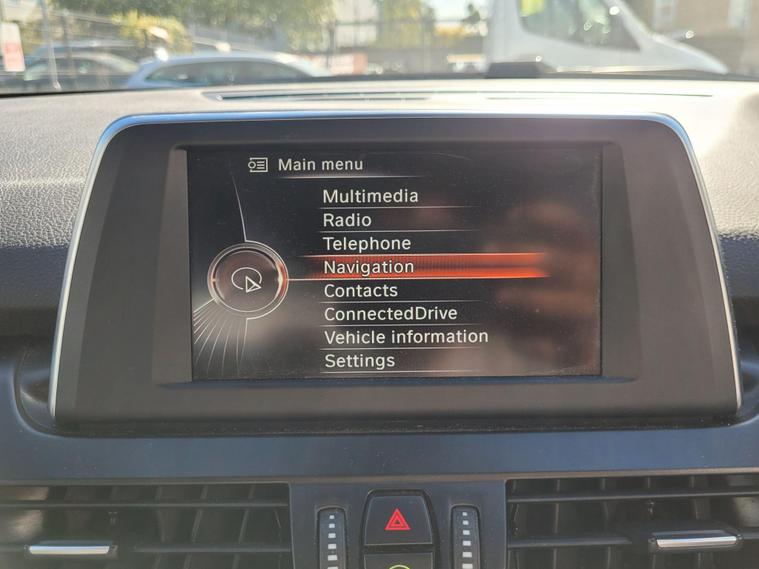 Main menu
Multimedia
Radio
Telephone
Navigation
Contacts
ConnectedDrive
Vehicle information
Settings